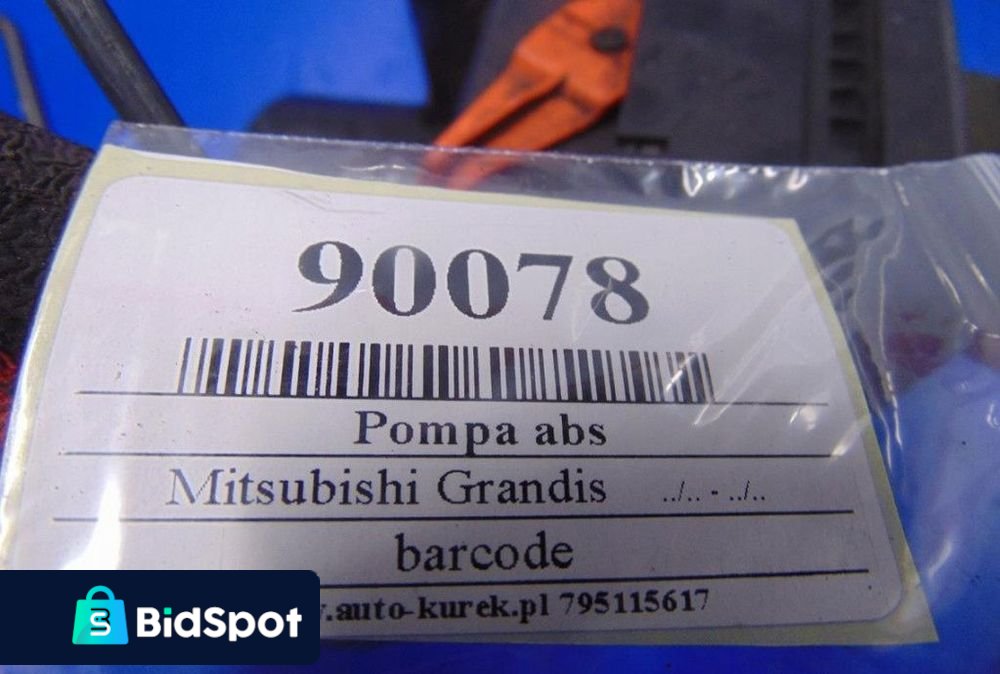 90078
Pompa abs
Mitsubishi Grandis ../.. - ../..
barcode
.auto-kurek.pl 795115617
BidSpot